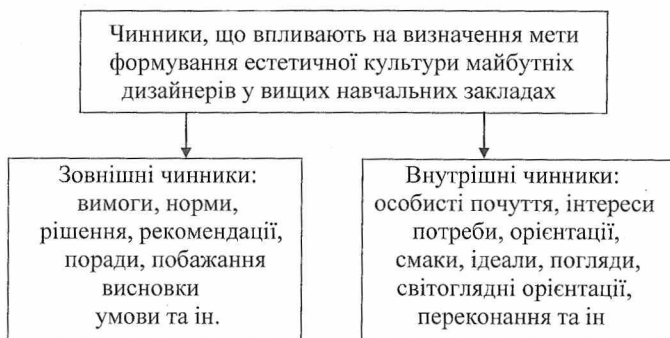 Чинники, що впливають на визначення мети
формування естетичної культури майбутніх
дизайнерів у вищих навчальних закладах
Зовнішні чинники:
вимоги, норми,
рішення, рекомендації,
поради, побажання
висновки
умови та ін.
Внутрішні чинники:
особисті почуття, інтереси
потреби, орієнтації,
смаки, ідеали, погляди,
світоглядні орієнтації,
переконання та ін